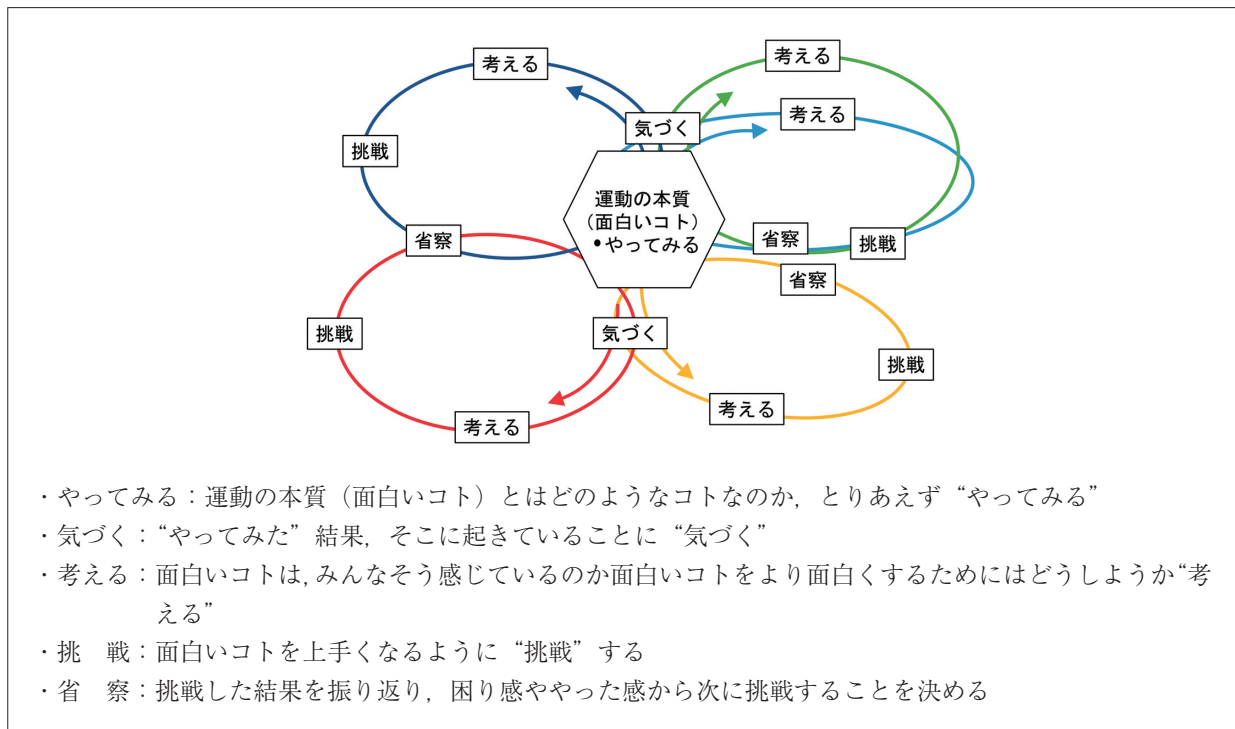 考える
考える
考える
気づく
挑戦
運動の本質
（面白いコト）
•やってみる
省察
省察
挑戦
省察
挑戦
気づく
挑戦
考える
考える
・やってみる：運動の本質（面白いコト）とはどのようなコトなのか，とりあえず“やってみる”
・気づく：“やってみた”結果，そこに起きていることに“気づく”
・考える：面白いコトは，みんなそう感じているのか面白いコトをより面白くするためにはどうしようか“考
える”
・挑　戦：面白いコトを上手くなるように“挑戦”する
・省　察：挑戦した結果を振り返り，困り感ややった感から次に挑戦することを決める